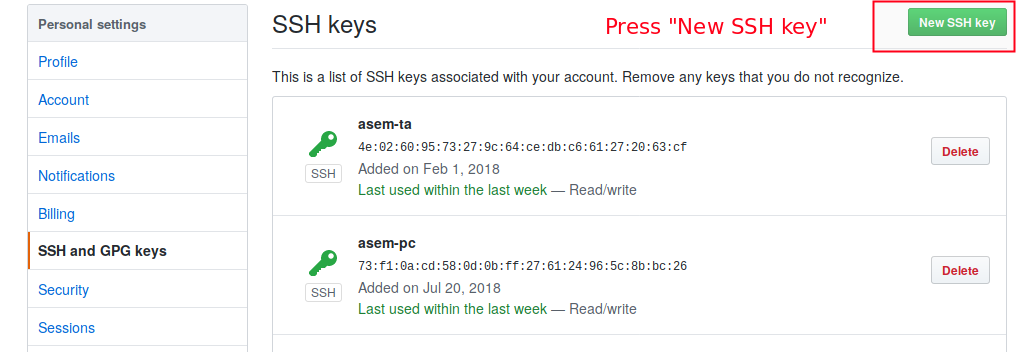 Personal settings
Profile
Account
Emails
Notifications
Billing
SSH and GPG keys
Security
Sessions
SSH keys
Press "New SSH key"
New SSH key
This is a list of SSH keys associated with your account. Remove any keys that you do not recognize.
asem-ta
4e:02:60:95:73:27:9c:64:ce:db:c6:61:27:20:63:cf
Added on Feb 1, 2018
Last used within the last week — Read/write
SSH
Delete
asem-pc
73:f1:0a:cd:58:0d:0b:ff:27:61:24:96:5c:8b:bc:26
Added on Jul 20, 2018
Last used within the last week — Read/write
SSH
Delete